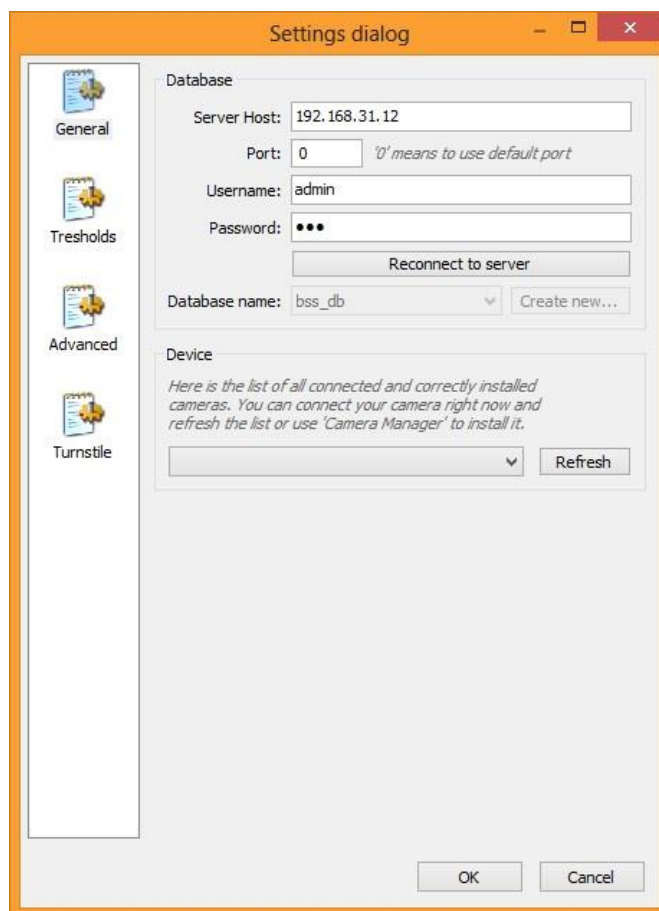 Settings dialog
General
Tresholds
Advanced
Turnstile
Database
Server Host: 192.168.31.12
Port: 0 '0' means to use default port
Username: admin
Password: •••
Reconnect to server
Database name: bss_db Create new...
Device
Here is the list of all connected and correctly installed
cameras. You can connect your camera right now and
refresh the list or use 'Camera Manager' to install it.
Refresh
OK Cancel